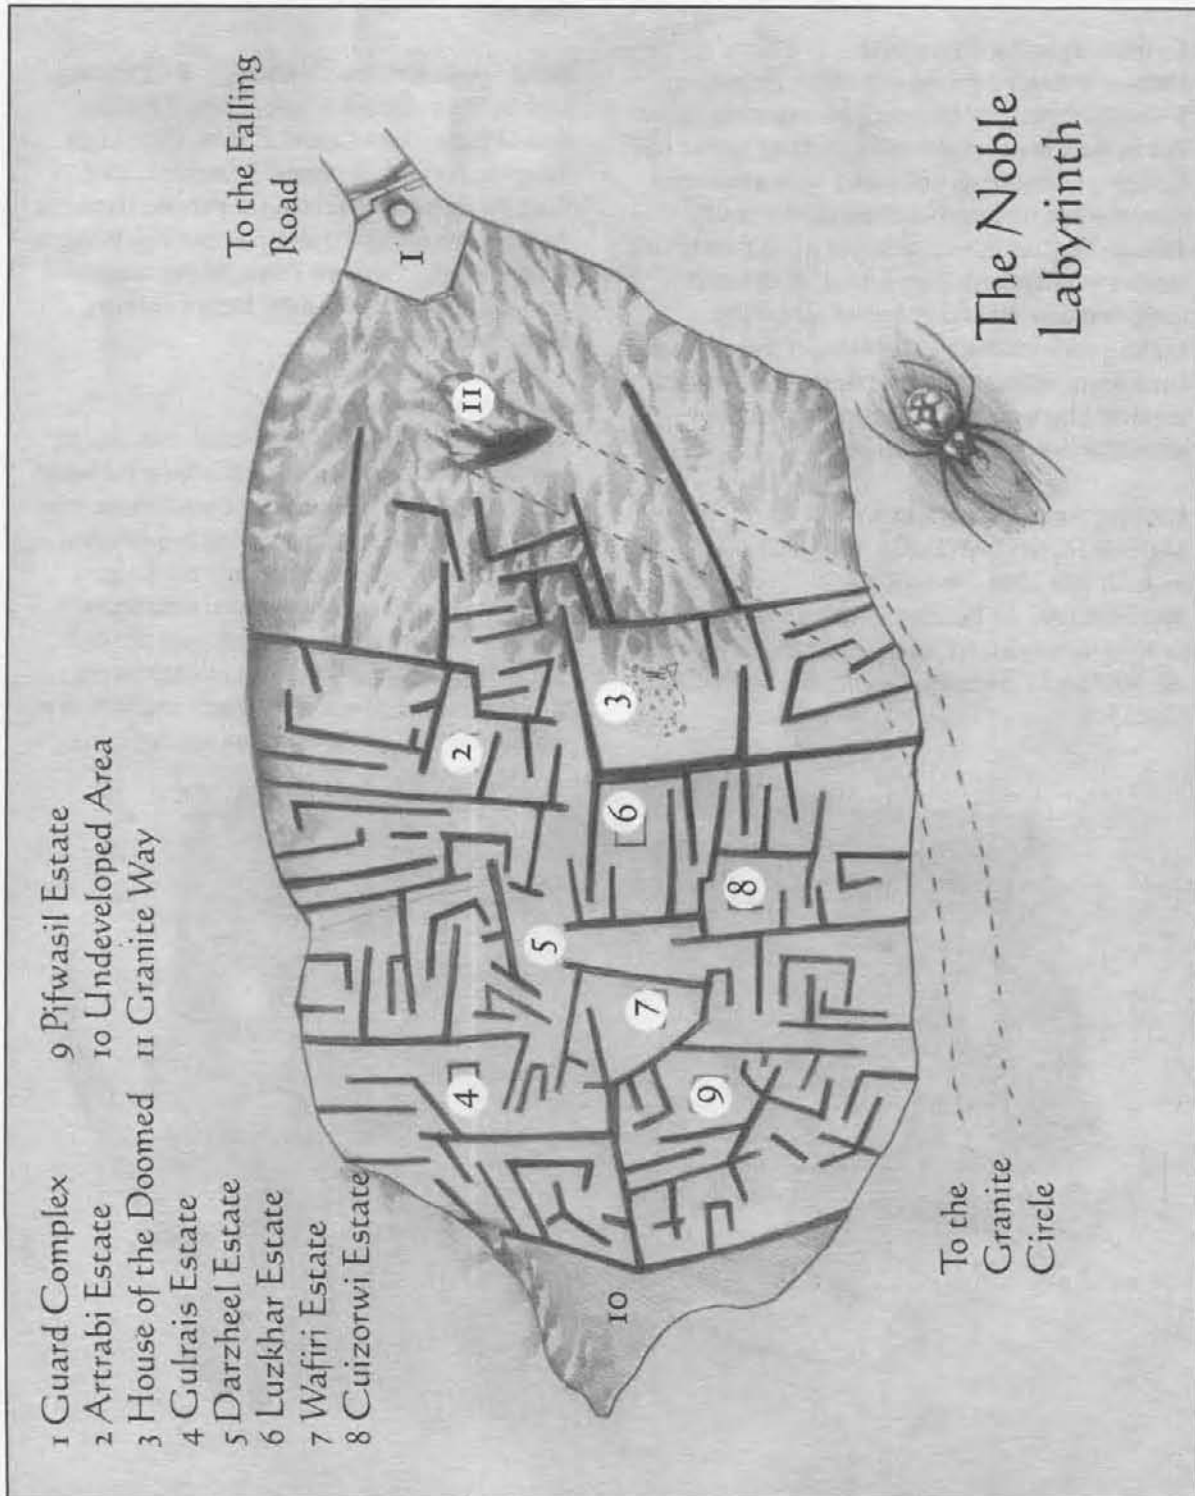 1 Guard Complex
2 Artrabi Estate
3 House of the Doomed
4 Gulrais Estate
5 Darzheel Estate
6 Luzkhar Estate
7 Wafiri Estate
8 Cuizorwi Estate
9 Pifwasil Estate
10 Undeveloped Area
11 Granite Way
To the Falling
Road
1
11
2
3
6
5
8
7
4
9
10
To the
Granite
Circle
The Noble
Labyrinth